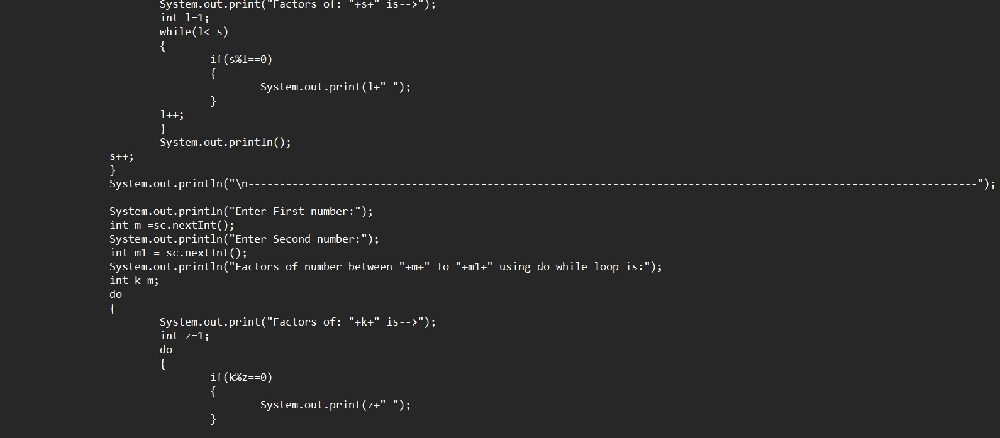 System.out.print("Factors of: "+s+" is-->");
int l=1;
while(l<=s)
{
if(s%l==0)
{
System.out.print(l+" ");
}
l++;
}
System.out.println();
s++;
}
System.out.println("\n--------------------------------------------------------------------------------------------------------------------");
System.out.println("Enter First number:");
int m =sc.nextInt();
System.out.println("Enter Second number:");
int m1 = sc.nextInt();
System.out.println("Factors of number between "+m+" To "+m1+" using do while loop is:");
int k=m;
do
{
System.out.print("Factors of: "+k+" is-->");
int z=1;
do
{
if(k%z==0)
{
System.out.print(z+" ");
}